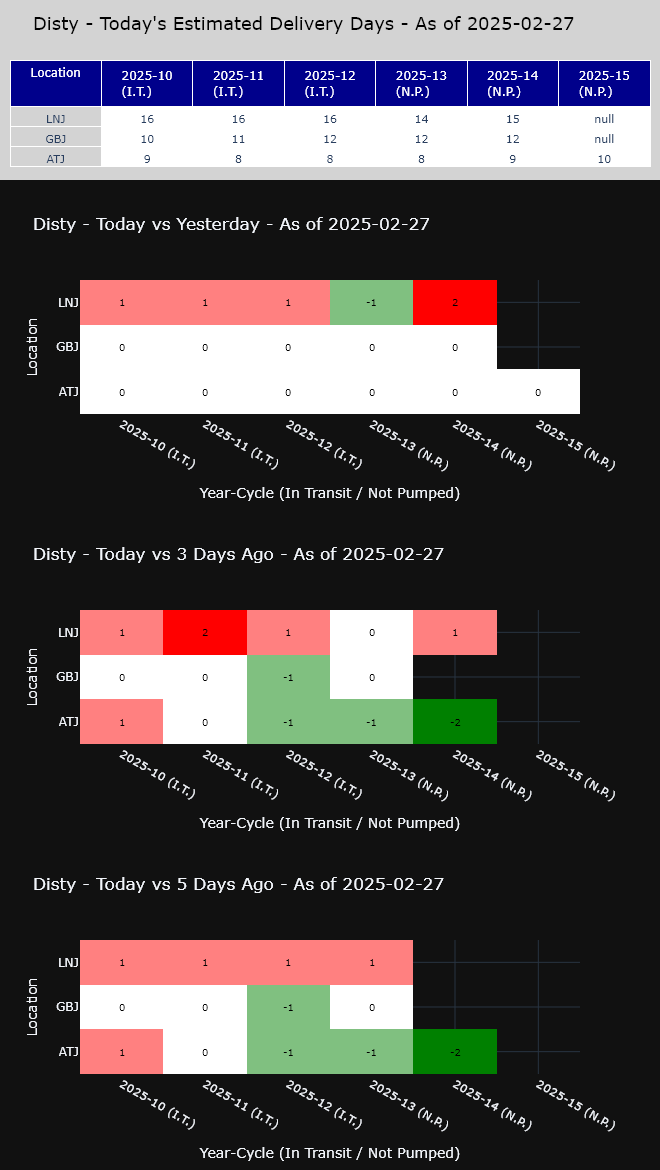 Disty - Today's Estimated Delivery Days - As of 2025-02-27
Location 2025-10 (I.T.) 2025-11 (I.T.) 2025-12 (I.T.) 2025-13 (N.P.) 2025-14 (N.P.) 2025-15 (N.P.)
LNJ 16 16 16 14 15 null
GBJ 10 11 12 12 12 null
ATJ 9 8 8 8 9 10
Disty - Today vs Yesterday - As of 2025-02-27
Location
LNJ 1 1 1 -1 2
GBJ 0 0 0 0 0
ATJ 0 0 0 0 0 0
2025-10 (I.T.) 2025-11 (I.T.) 2025-12 (I.T.) 2025-13 (N.P.) 2025-14 (N.P.) 2025-15 (N.P.)
Year-Cycle (In Transit / Not Pumped)
Disty - Today vs 3 Days Ago - As of 2025-02-27
Location
LNJ 1 2 1 0 1
GBJ 0 0 -1 0
ATJ 1 0 -1 -1 -2
2025-10 (I.T.) 2025-11 (I.T.) 2025-12 (I.T.) 2025-13 (N.P.) 2025-14 (N.P.) 2025-15 (N.P.)
Year-Cycle (In Transit / Not Pumped)
Disty - Today vs 5 Days Ago - As of 2025-02-27
Location
LNJ 1 1 1 1
GBJ 0 0 -1 0
ATJ 1 0 -1 -1 -2
2025-10 (I.T.) 2025-11 (I.T.) 2025-12 (I.T.) 2025-13 (N.P.) 2025-14 (N.P.) 2025-15 (N.P.)
Year-Cycle (In Transit / Not Pumped)